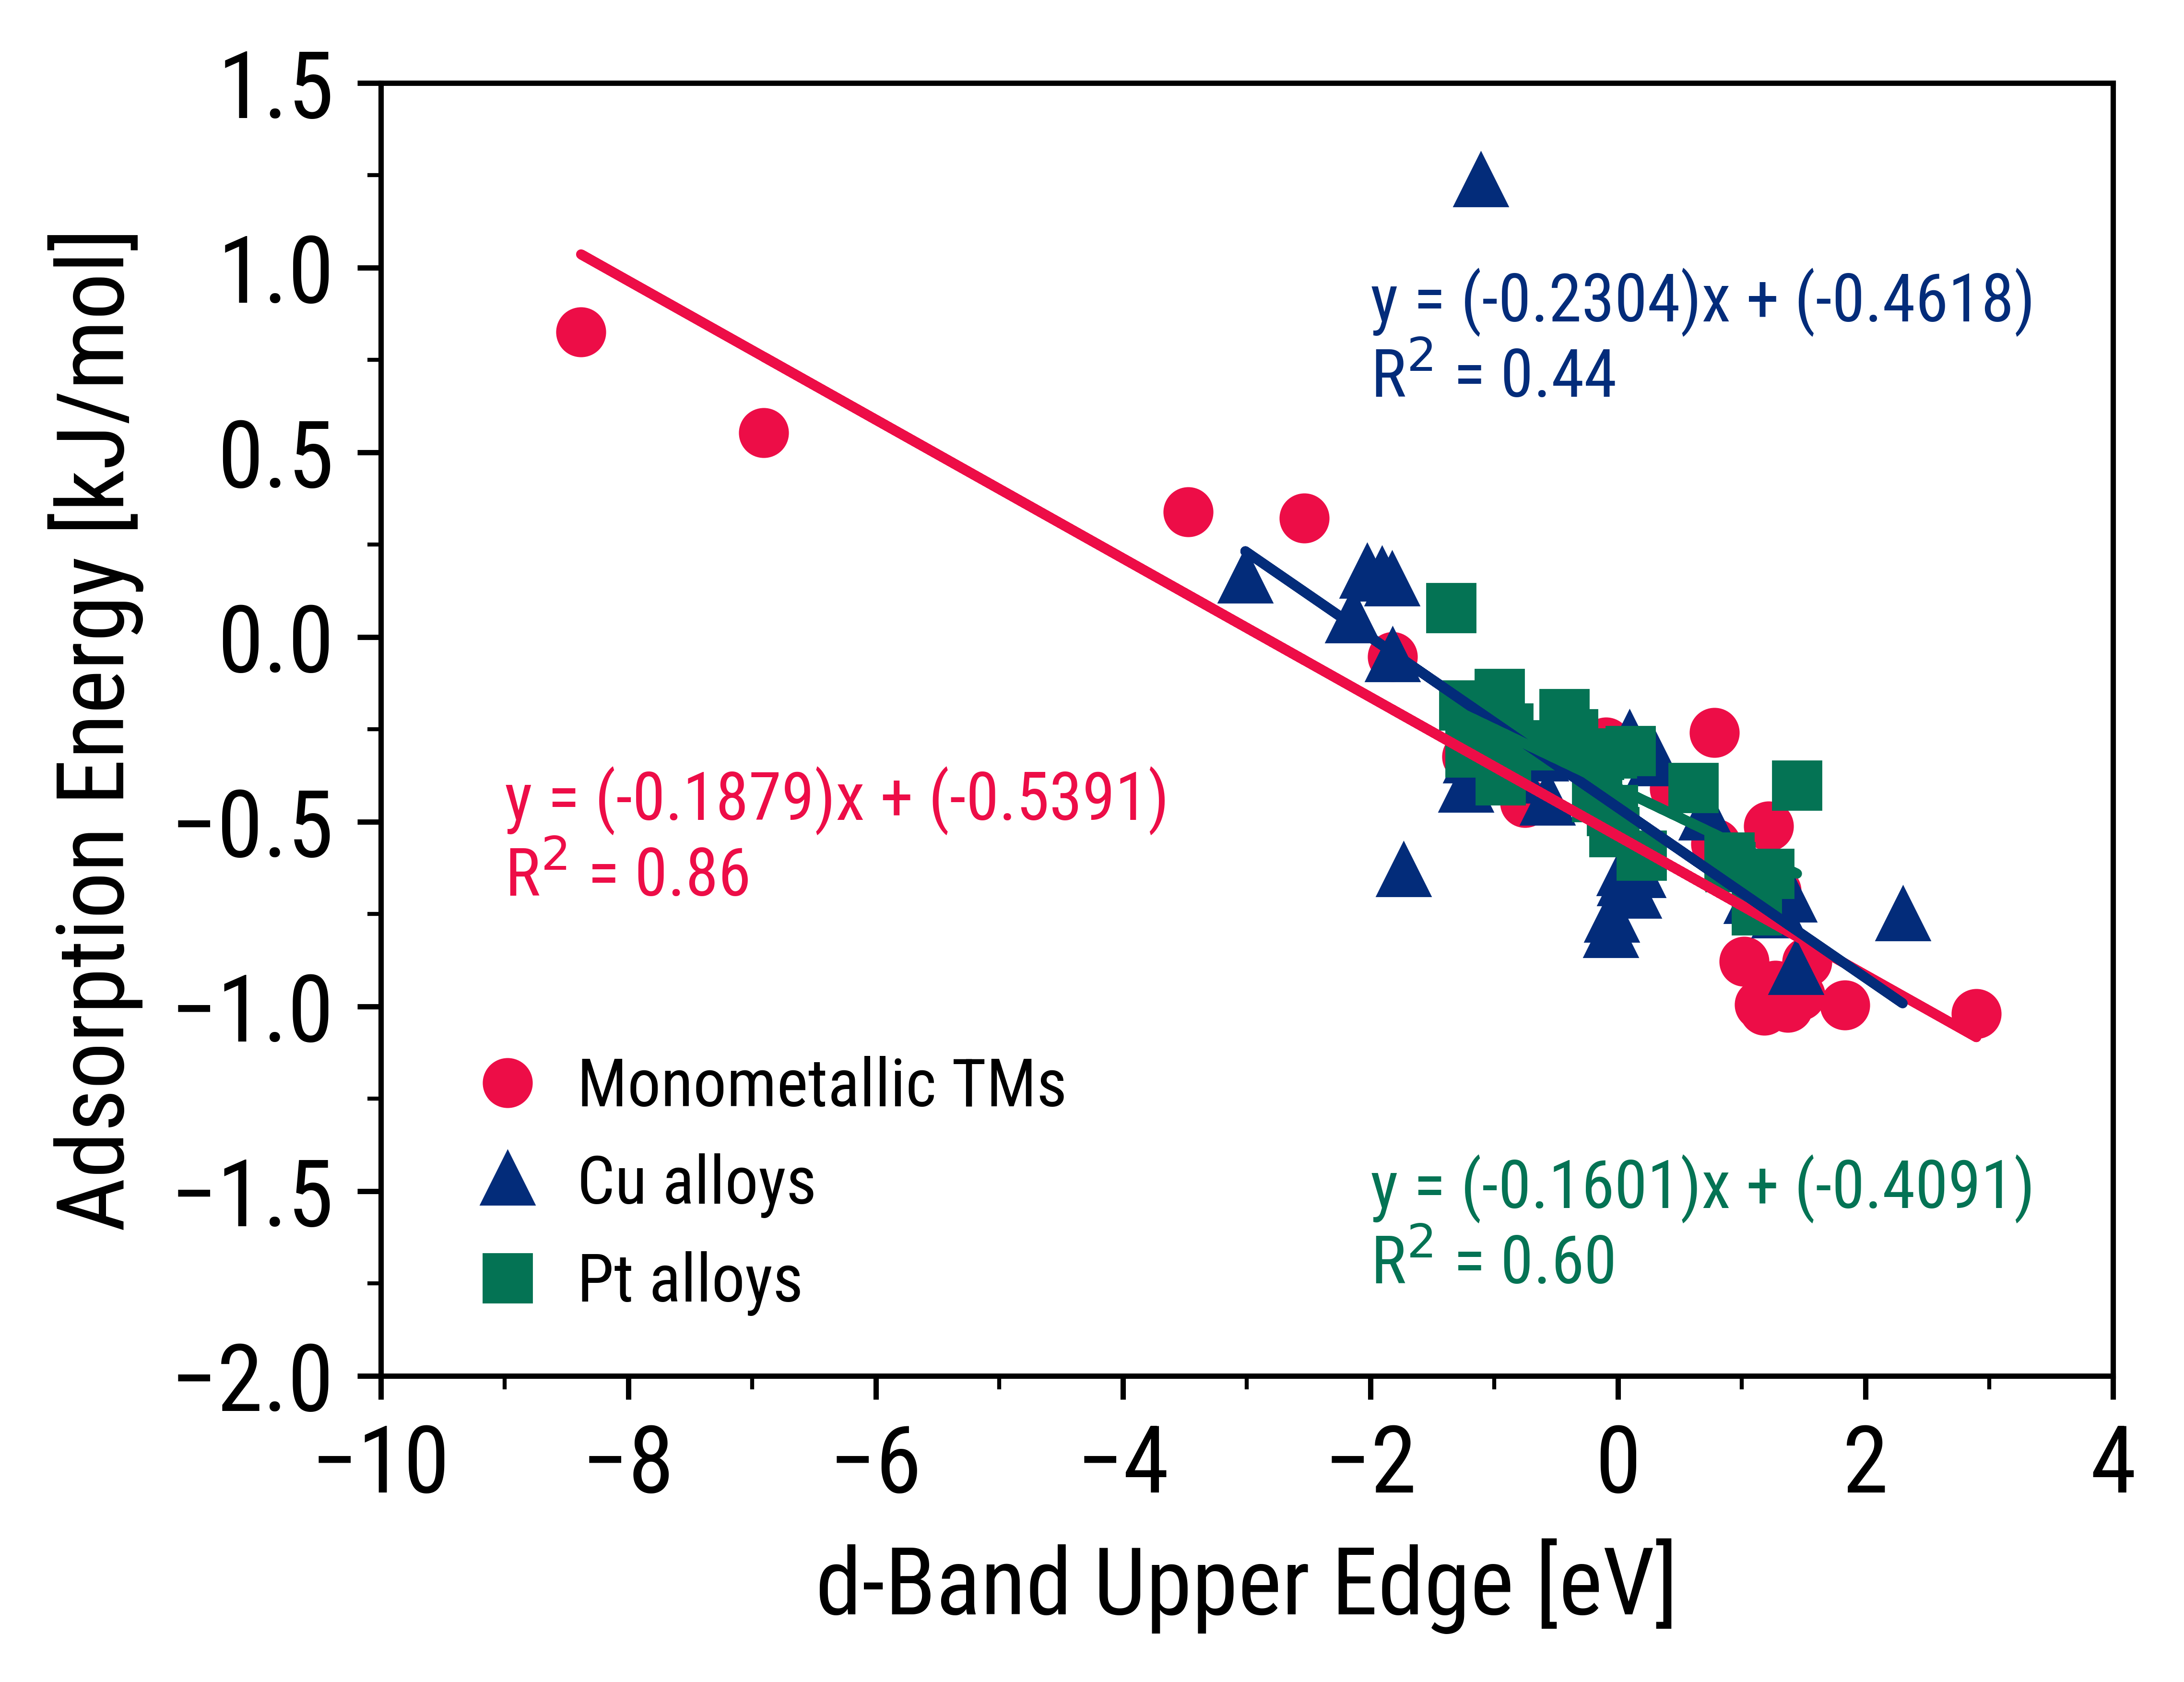 1.5
1.0
0.5
0.0
−0.5
−1.0
−1.5
−2.0
Adsorption Energy [kJ/mol]
y = (-0.2304)x + (-0.4618)
R² = 0.44
y = (-0.1879)x + (-0.5391)
R² = 0.86
Monometallic TMs
Cu alloys
Pt alloys
y = (-0.1601)x + (-0.4091)
R² = 0.60
−10 −8 −6 −4 −2 0 2 4
d-Band Upper Edge [eV]